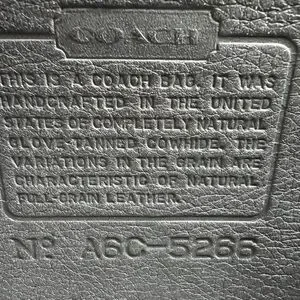 COACH
THIS IS A COACH BAG. IT WAS
HANDCRAFTED IN THE UNITED
STATES OF COMPLETELY NATURAL
GLOVE-TANNED COWHIDE. THE
VARIATIONS IN THE GRAIN ARE
CHARACTERISTIC OF NATURAL
FULL-GRAIN LEATHER.
Nº A6C-5266